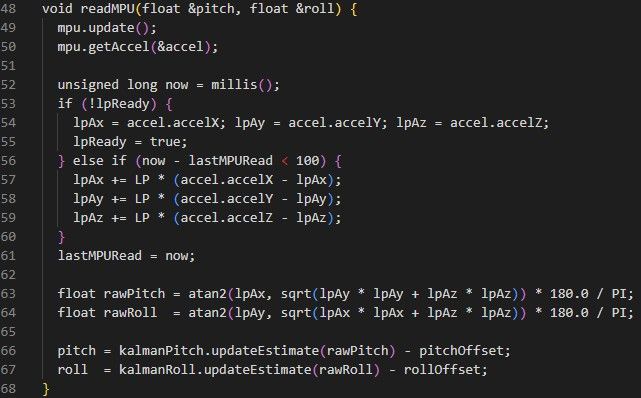 48 void readMPU(float &pitch, float &roll) {
49   mpu.update();
50   mpu.getAccel(&accel);
51
52   unsigned long now = millis();
53   if (!lpReady) {
54     lpAx = accel.accelX; lpAy = accel.accelY; lpAz = accel.accelZ;
55     lpReady = true;
56   } else if (now - lastMPURead < 100) {
57     lpAx += LP * (accel.accelX - lpAx);
58     lpAy += LP * (accel.accelY - lpAy);
59     lpAz += LP * (accel.accelZ - lpAz);
60   }
61   lastMPURead = now;
62
63   float rawPitch = atan2(lpAx, sqrt(lpAy * lpAy + lpAz * lpAz)) * 180.0 / PI;
64   float rawRoll  = atan2(lpAy, sqrt(lpAx * lpAx + lpAz * lpAz)) * 180.0 / PI;
65
66   pitch = kalmanPitch.updateEstimate(rawPitch) - pitchOffset;
67   roll  = kalmanRoll.updateEstimate(rawRoll) - rollOffset;
68 }